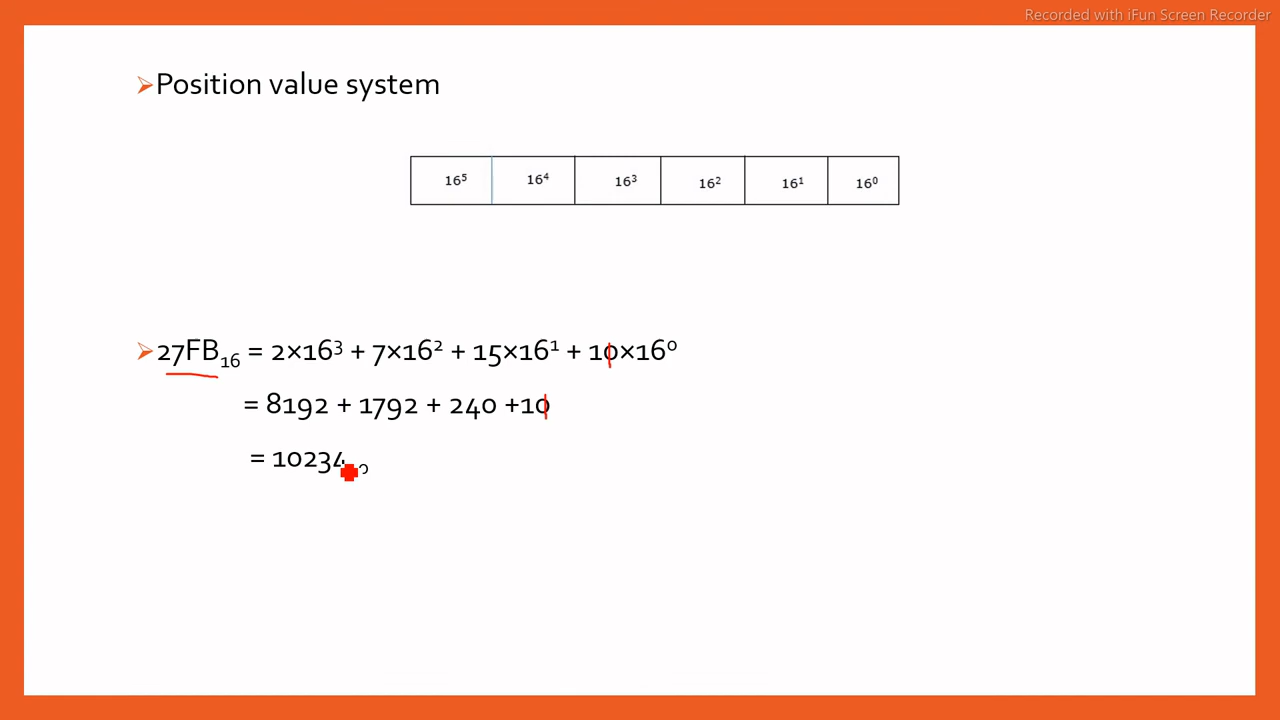 Recorded with iFun Screen Recorder
➢Position value system
16⁵ 16⁴ 16³ 16² 16¹ 16⁰
➢27FB₁₆ = 2×16³ + 7×16² + 15×16¹ + 10×16⁰
= 8192 + 1792 + 240 +10
= 10234